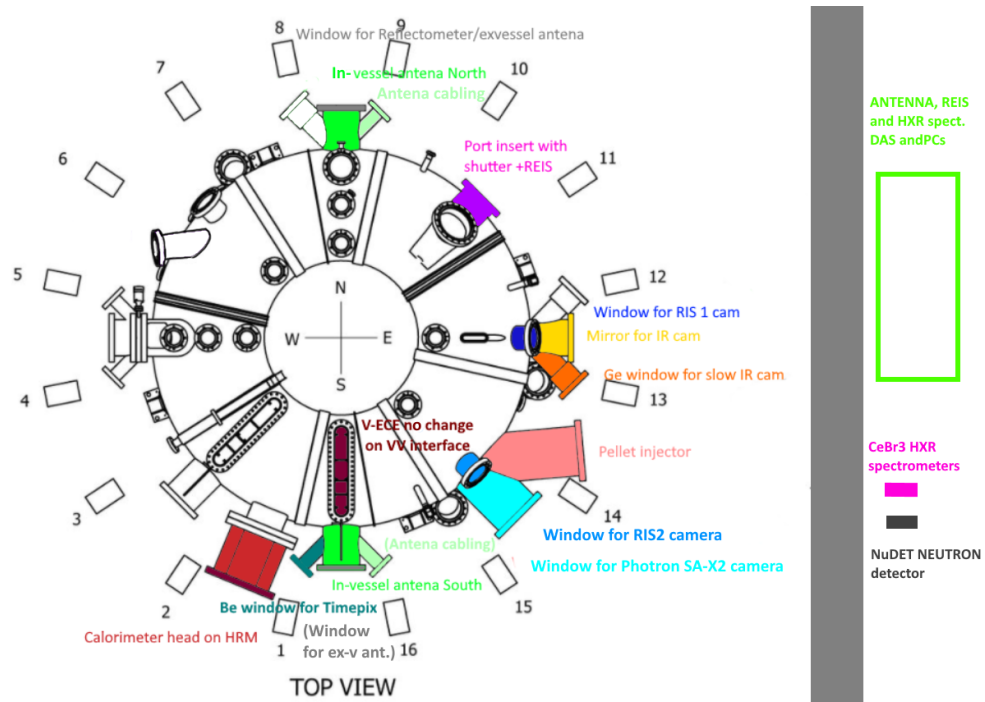 8
Window for Reflectometer/exvessel antena
9
7
In-vessel antena North
10
Antena cabling
ANTENNA, REIS
and HXR spect.
DAS andPCs
6
Port insert with
shutter +REIS
11
5
N
W
E
S
12
Window for RIS 1 cam
Mirror for IR cam
Ge window for slow IR cam
4
13
V-ECE no change
on VV interface
Pellet injector
CeBr3 HXR
spectrometers
3
14
Window for RIS2 camera
(Antena cabling)
Window for Photron SA-X2 camera
NuDET NEUTRON
detector
In-vessel antena South
2
15
Be window for Timepix
Calorimeter head on HRM
(Window
for ex-v ant.)
1
16
TOP VIEW